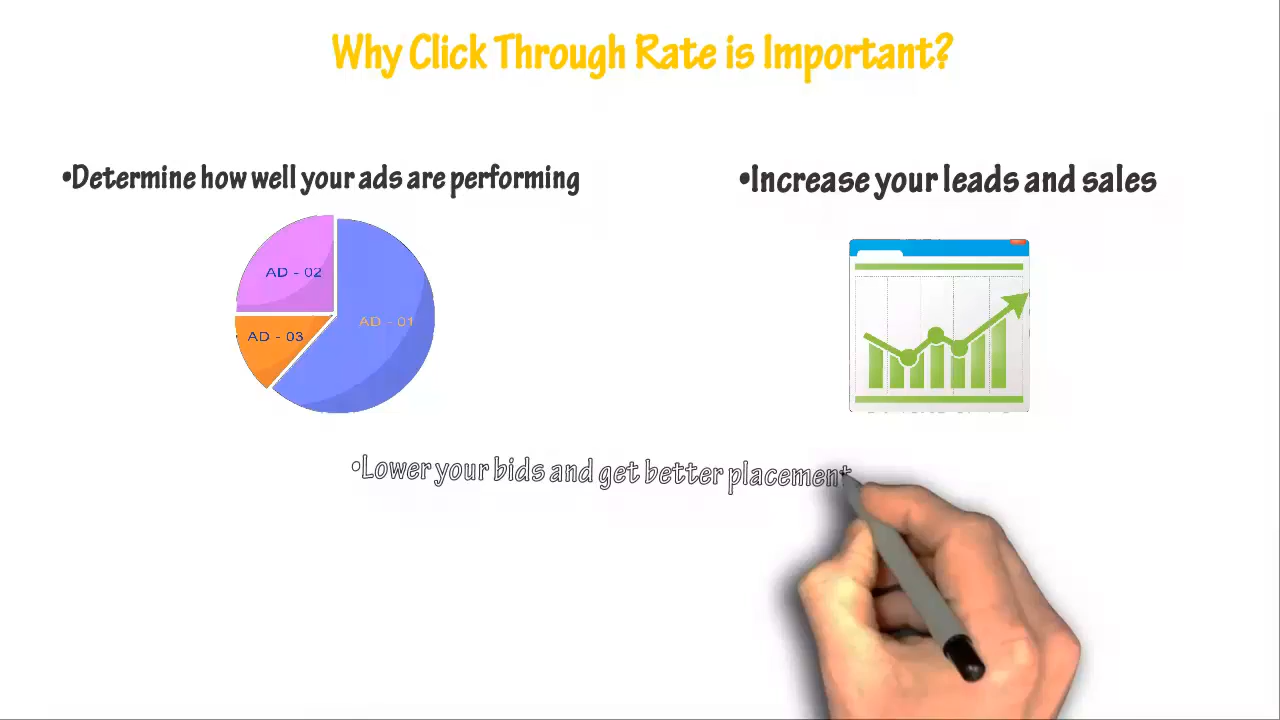 Why Click Through Rate is Important?
•Determine how well your ads are performing
•Increase your leads and sales
AD - 02
AD - 01
AD - 03
•Lower your bids and get better placement